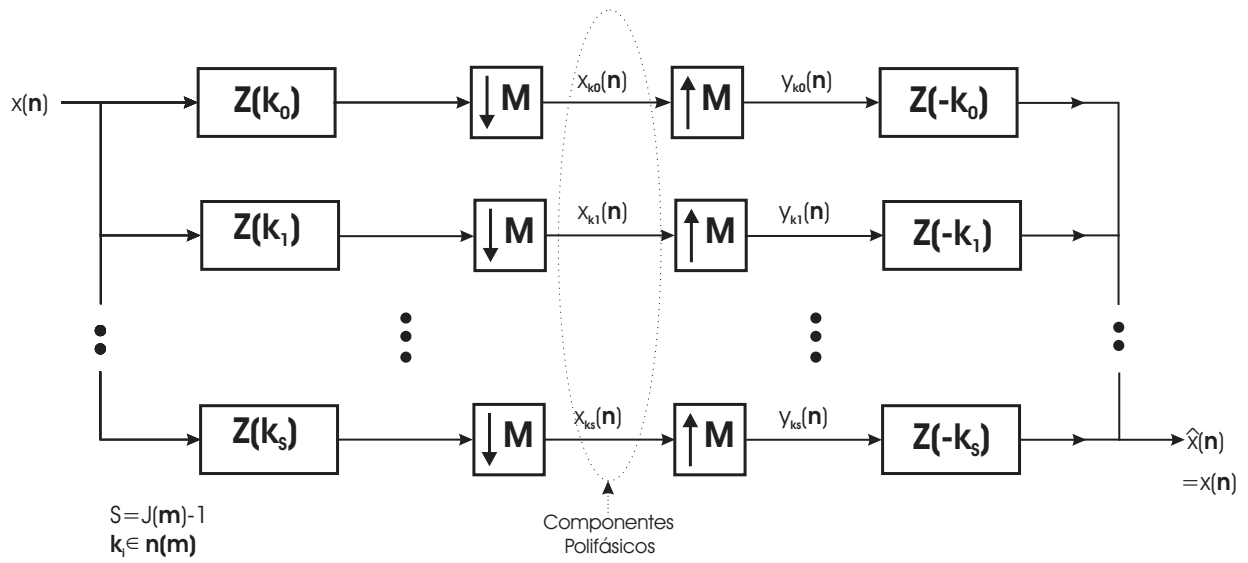 x(n) Z(k₀) ↓M xₖ₀(n) ↑M yₖ₀(n) Z(-k₀)
Z(k₁) ↓M xₖ₁(n) ↑M yₖ₁(n) Z(-k₁)
Z(kₛ) ↓M xₖₛ(n) ↑M yₖₛ(n) Z(-kₛ) x̂(n)
=x(n)
S=J(m)-1
kᵢ∈ n(m)
Componentes
Polifásicos